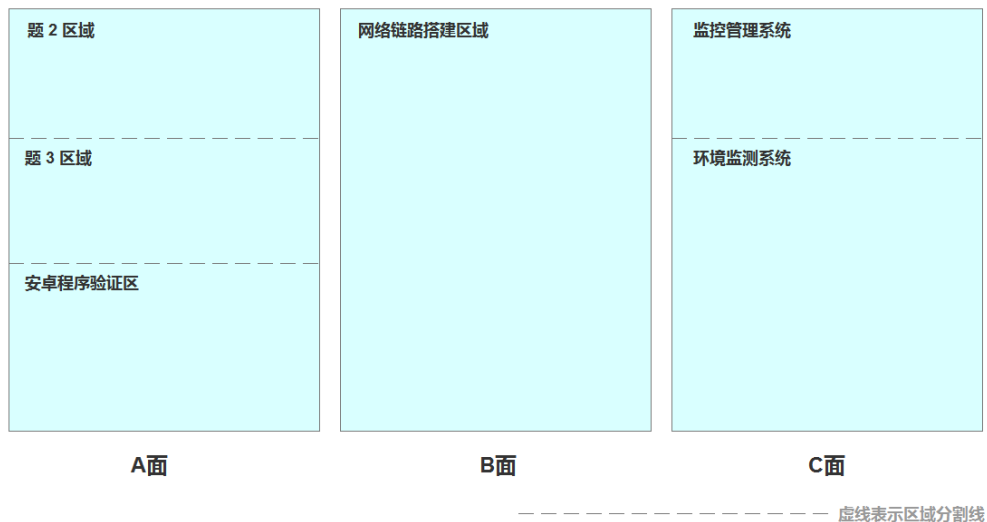 题 2 区域
题 3 区域
安卓程序验证区
A面
网络链路搭建区域
B面
监控管理系统
环境监测系统
C面
虚线表示区域分割线